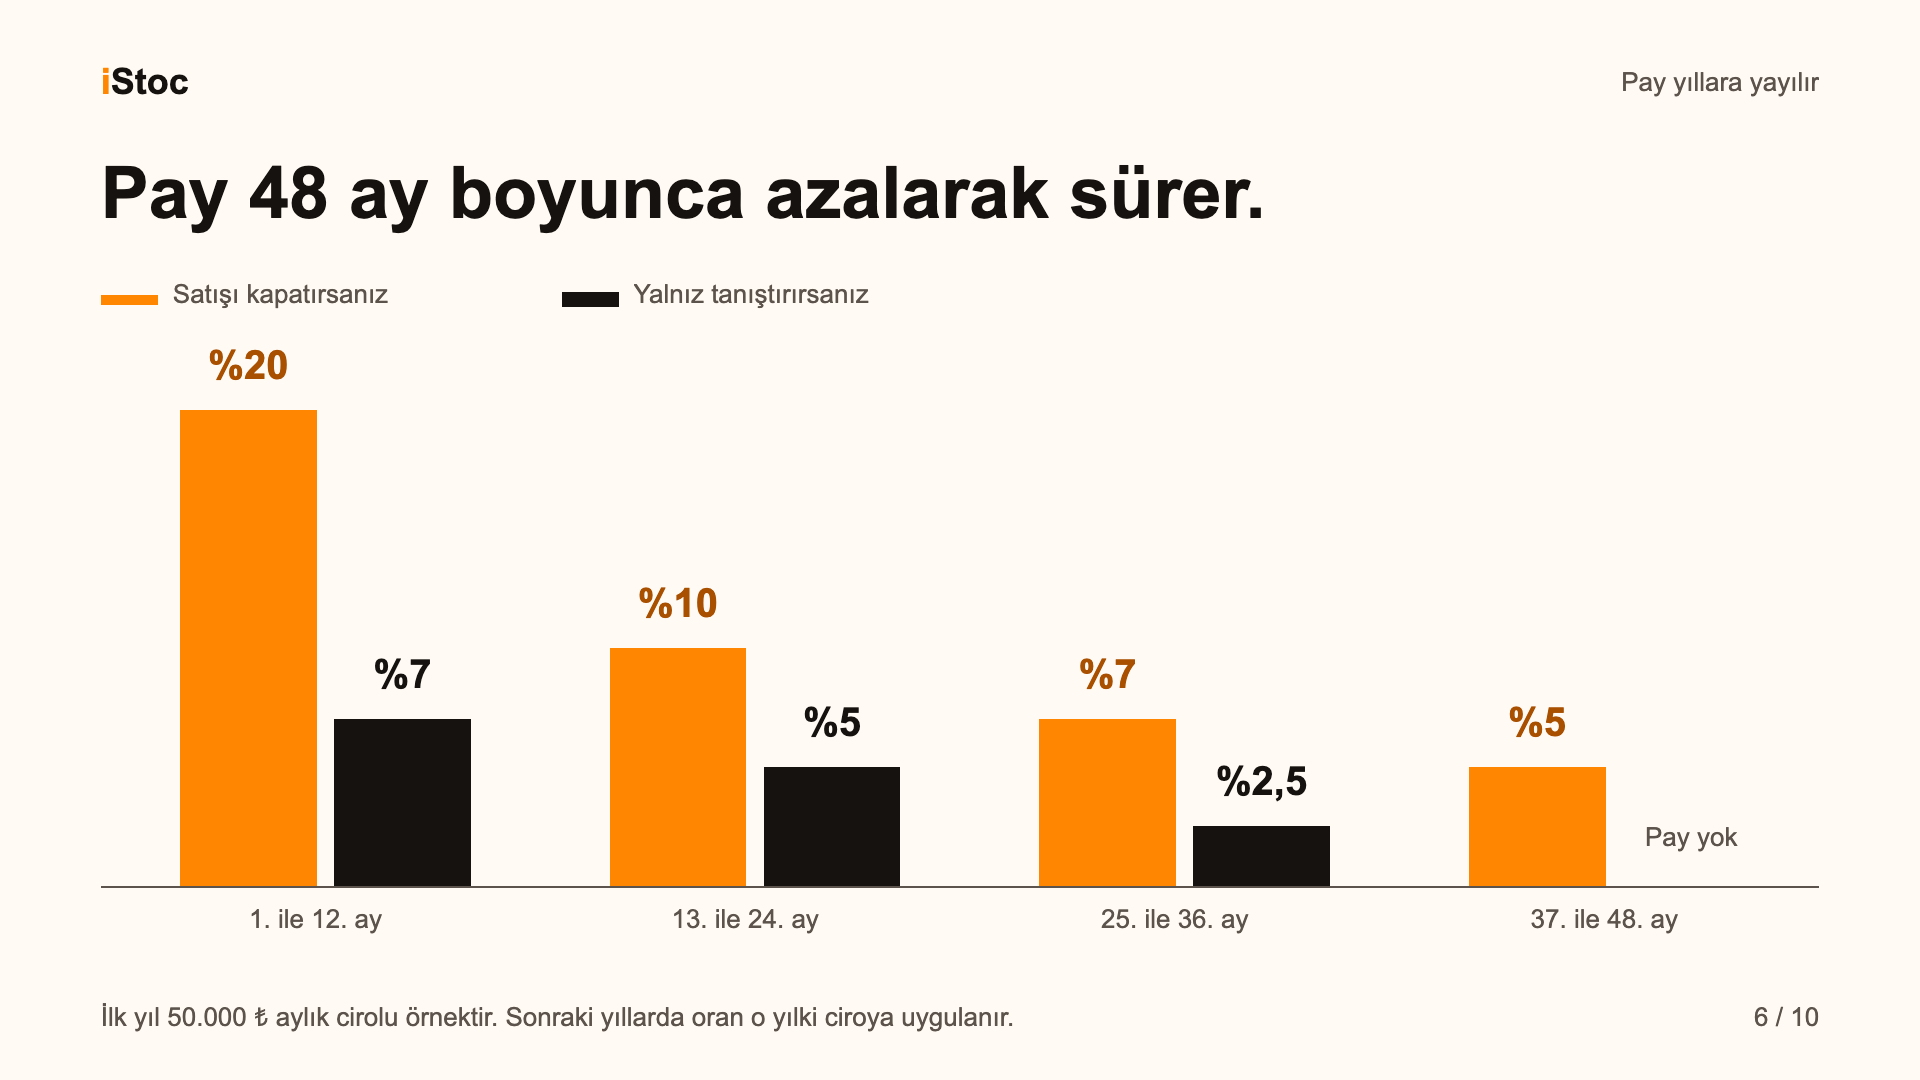 iStoc
Pay yıllara yayılır
Pay 48 ay boyunca azalarak sürer.
Satışı kapatırsanız
Yalnız tanıştırırsanız
%20
%7
%10
%5
%7
%2,5
%5
Pay yok
1. ile 12. ay
13. ile 24. ay
25. ile 36. ay
37. ile 48. ay
İlk yıl 50.000 ₺ aylık cirolu örnektir. Sonraki yıllarda oran o yılki ciroya uygulanır.
6 / 10